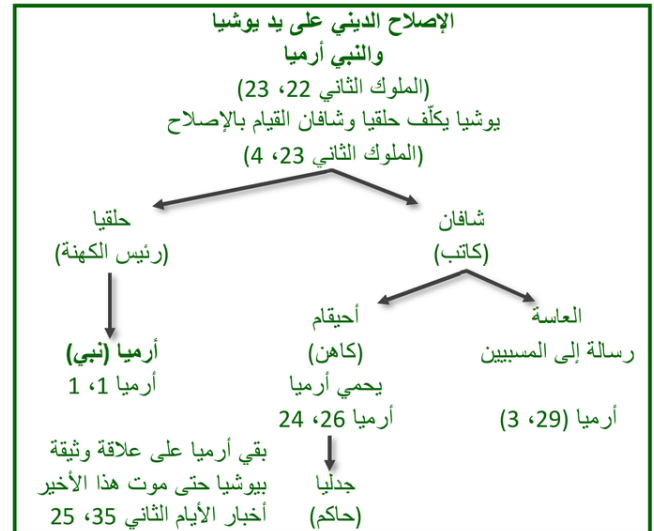 الإصلاح الديني على يد يوشيا
والنبي أرميا
(الملوك الثاني 22، 23)
يوشيا يكلّف حلقيا وشافان القيام بالإصلاح
(الملوك الثاني 23، 4)
شافان
(كاتب)
حلقيا
(رئيس الكهنة)
العاسة
رسالة إلى المسبيين
أرميا (29، 3)
أحيقام
(كاهن)
يحمي أرميا
أرميا 26، 24
أرميا (نبي)
أرميا 1، 1
جدليا
(حاكم)
بقي أرميا على علاقة وثيقة
بيوشيا حتى موت هذا الأخير
أخبار الأيام الثاني 35، 25